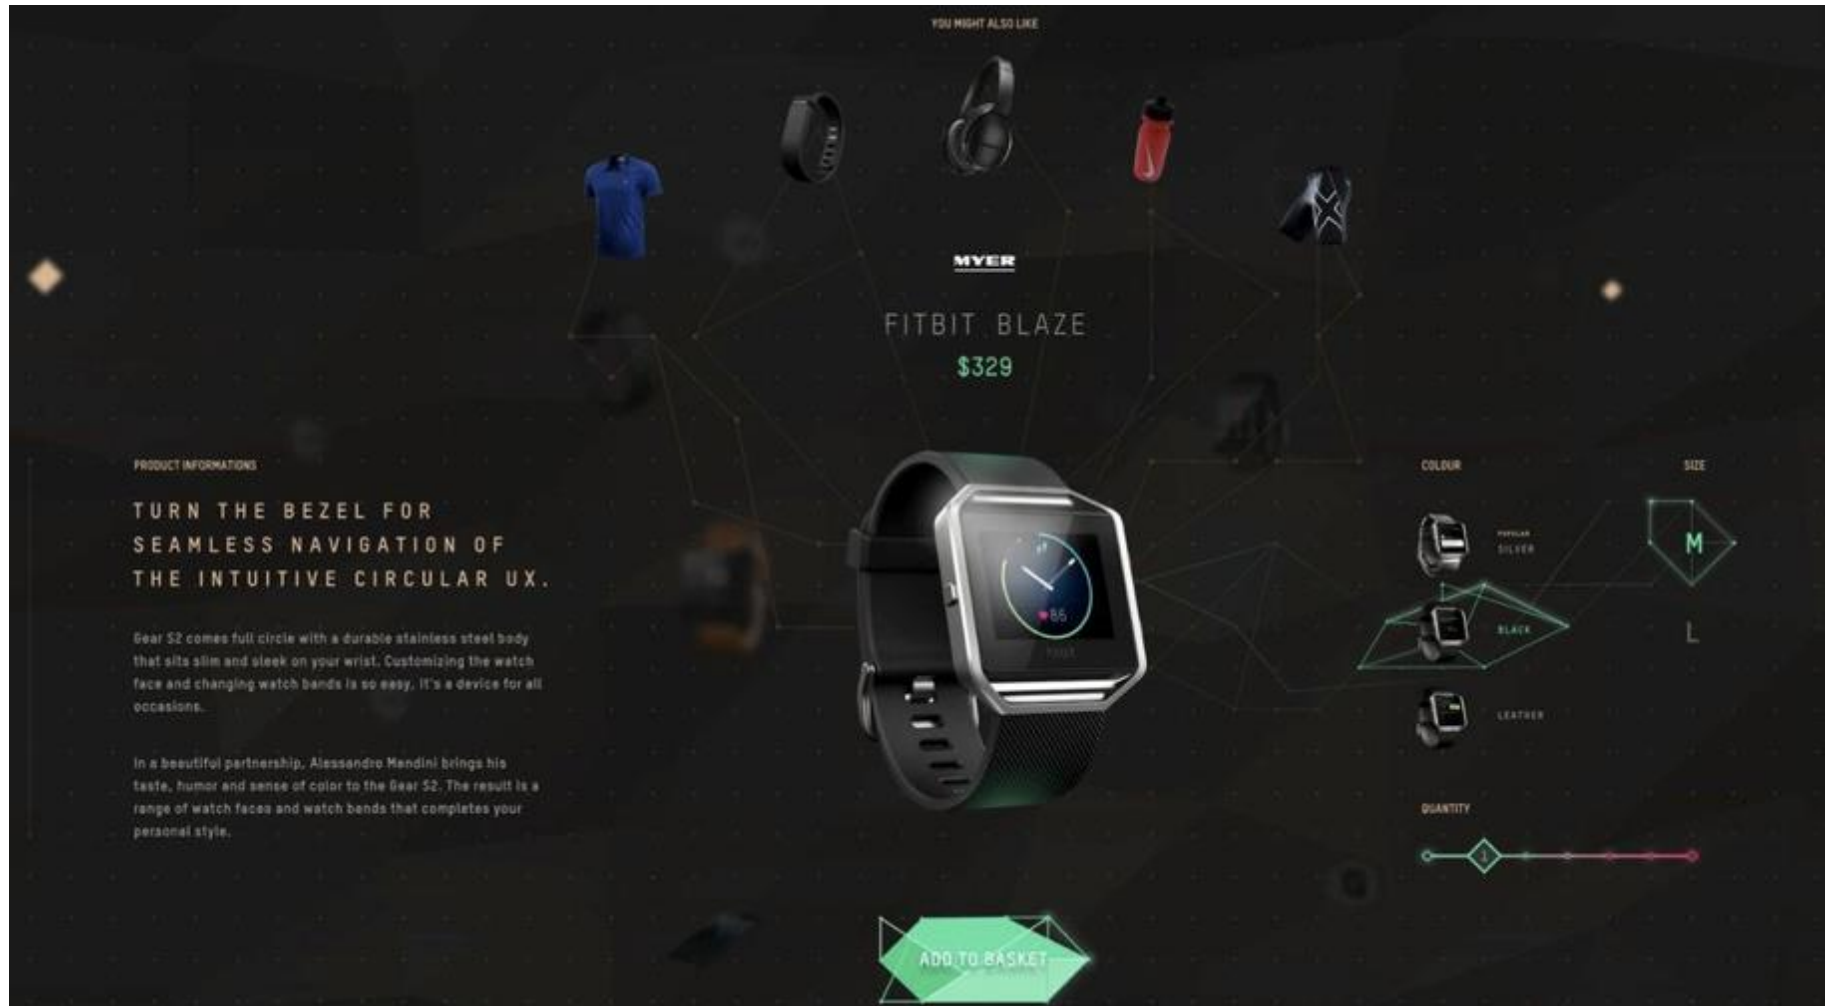 YOU MIGHT ALSO LIKE
MYER
FITBIT BLAZE
$329
PRODUCT INFORMATIONS
TURN THE BEZEL FOR
SEAMLESS NAVIGATION OF
THE INTUITIVE CIRCULAR UX.
Gear S2 comes full circle with a durable stainless steel body
that sits slim and sleek on your wrist. Customizing the watch
face and changing watch bands is so easy, it's a device for all
occasions.
In a beautiful partnership, Alessandro Mendini brings his
taste, humor and sense of color to the Gear S2. The result is a
range of watch faces and watch bands that completes your
personal style.
86
fitbit
COLOUR
POPULAR
SILVER
BLACK
LEATHER
SIZE
M
L
QUANTITY
1
ADD TO BASKET